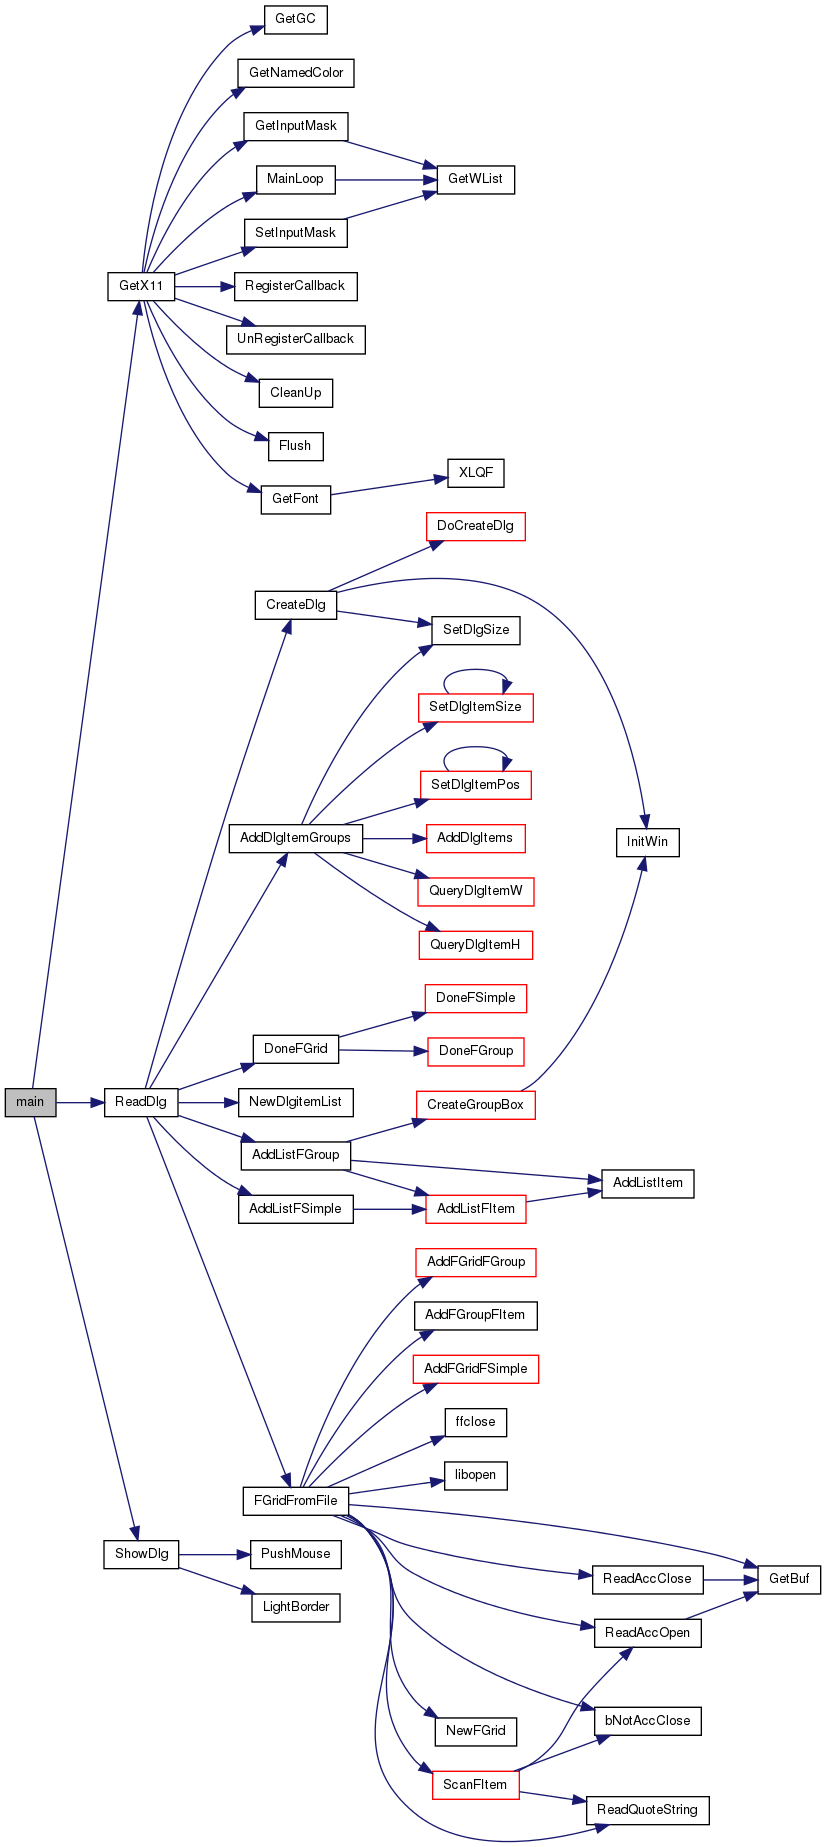 GetGC
GetNamedColor
GetInputMask
MainLoop
GetWList
SetInputMask
GetX11
RegisterCallback
UnRegisterCallback
CleanUp
Flush
XLQF
GetFont
DoCreateDlg
CreateDlg
SetDlgSize
SetDlgItemSize
SetDlgItemPos
AddDlgItemGroups
AddDlgItems
InitWin
QueryDlgItemW
QueryDlgItemH
DoneFSimple
DoneFGrid
DoneFGroup
main
ReadDlg
NewDlgitemList
CreateGroupBox
AddListFGroup
AddListItem
AddListFSimple
AddListFItem
AddFGridFGroup
AddFGroupFItem
AddFGridFSimple
ffclose
libopen
FGridFromFile
ShowDlg
PushMouse
ReadAccClose
GetBuf
LightBorder
ReadAccOpen
bNotAccClose
NewFGrid
ScanFItem
ReadQuoteString